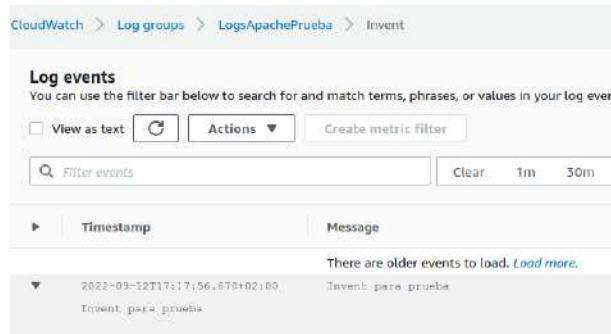 CloudWatch > Log groups > LogsApachePrueba > Invent
Log events
You can use the filter bar below to search for and match terms, phrases, or values in your log ever
View as text Actions ▼ Create metric filter
Filter events Clear 1m 30m
▶ Timestamp Message
There are older events to load. Load more.
▼ 2022-09-12T17:17:56.670+02:00 Invent para prueba
Invent para prueba